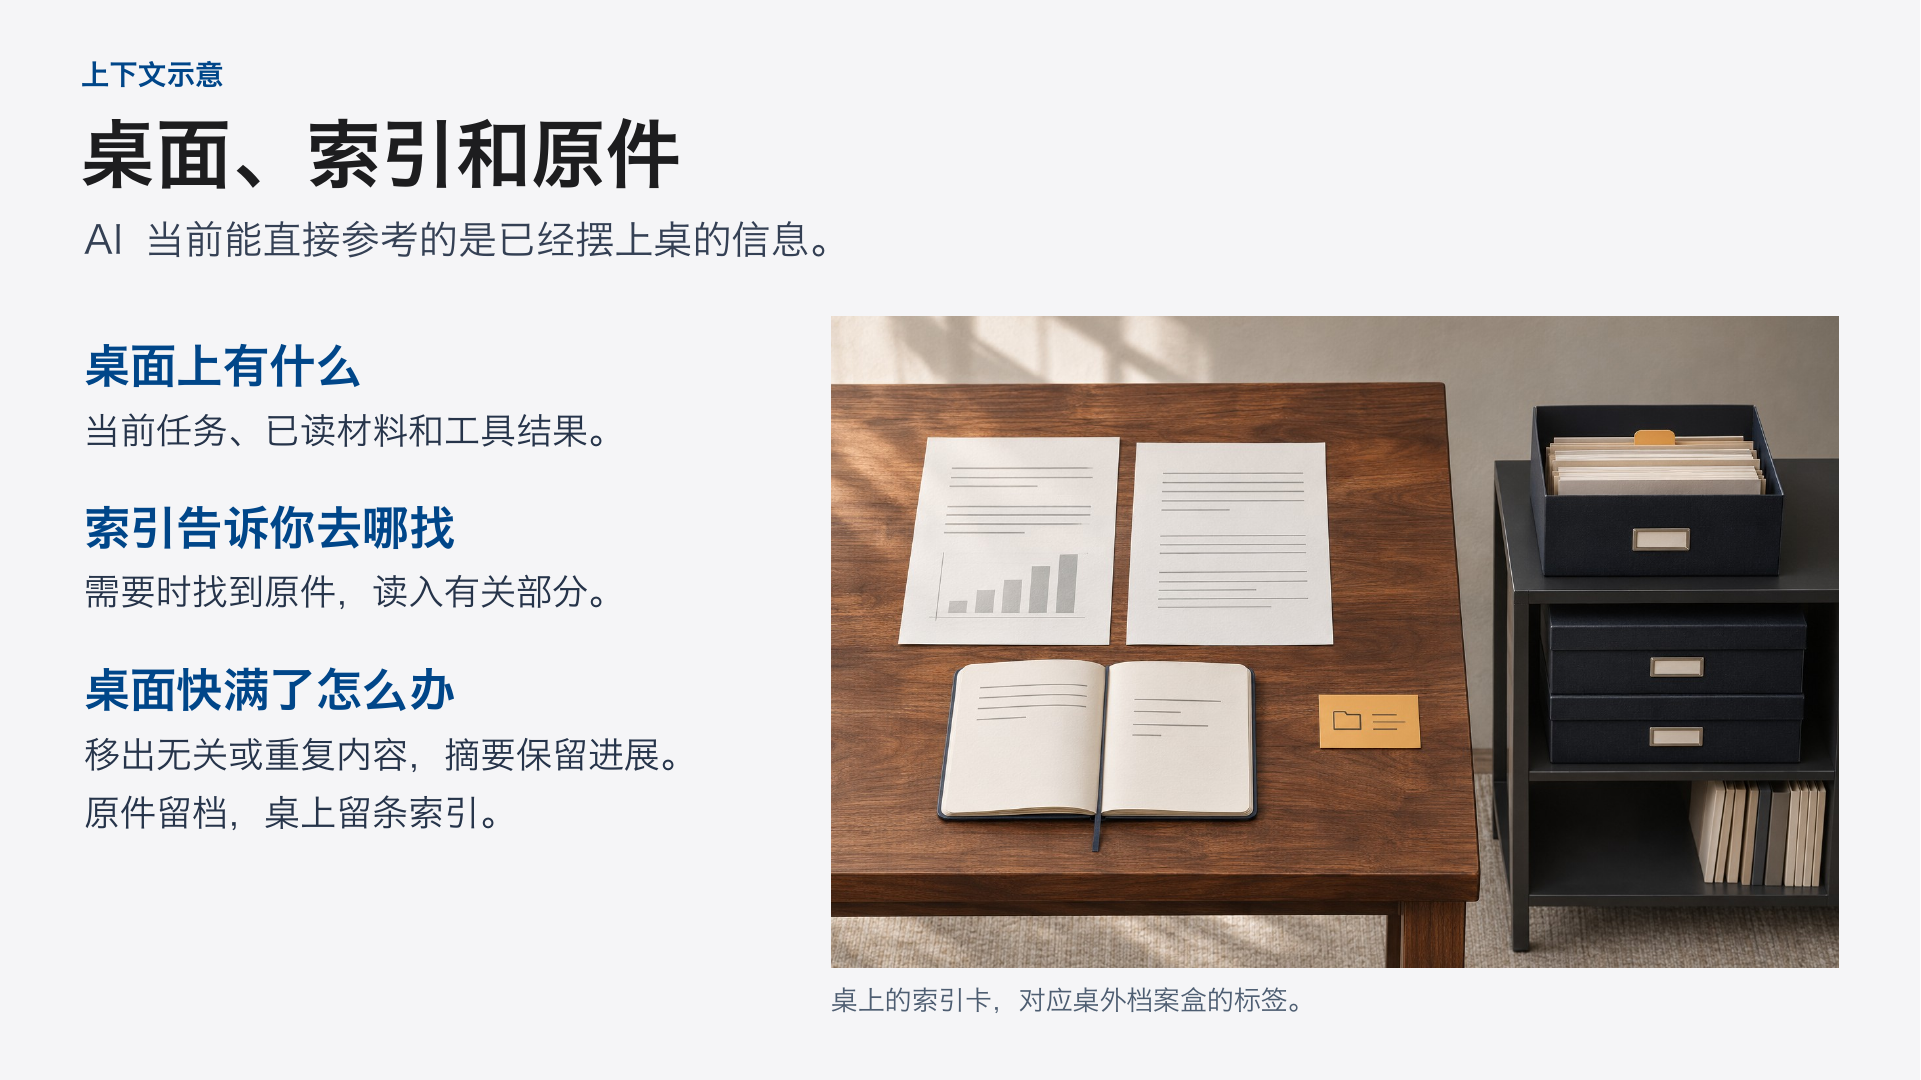 上下文示意
桌面、索引和原件
AI 当前能直接参考的是已经摆上桌的信息。
桌面上有什么
当前任务、已读材料和工具结果。
索引告诉你去哪找
需要时找到原件，读入有关部分。
桌面快满了怎么办
移出无关或重复内容，摘要保留进展。
原件留档，桌上留条索引。
桌上的索引卡，对应桌外档案盒的标签。